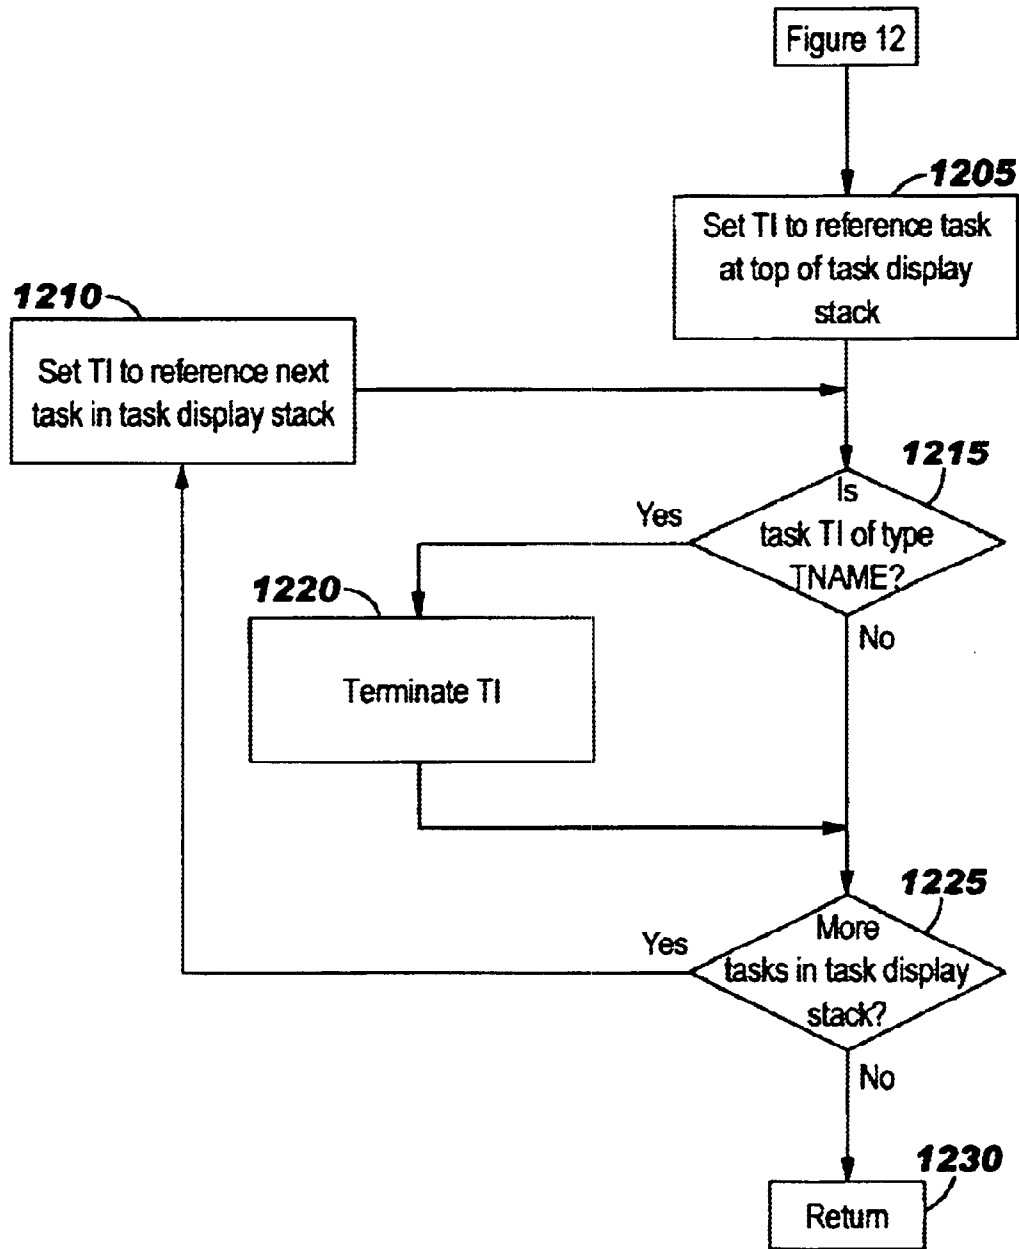 Figure 12
1205
Set TI to reference task
at top of task display
stack
1210
Set TI to reference next
task in task display stack
1215
Is
task TI of type
TNAME?
Yes
No
1220
Terminate TI
1225
More
tasks in task display
stack?
Yes
No
1230
Return